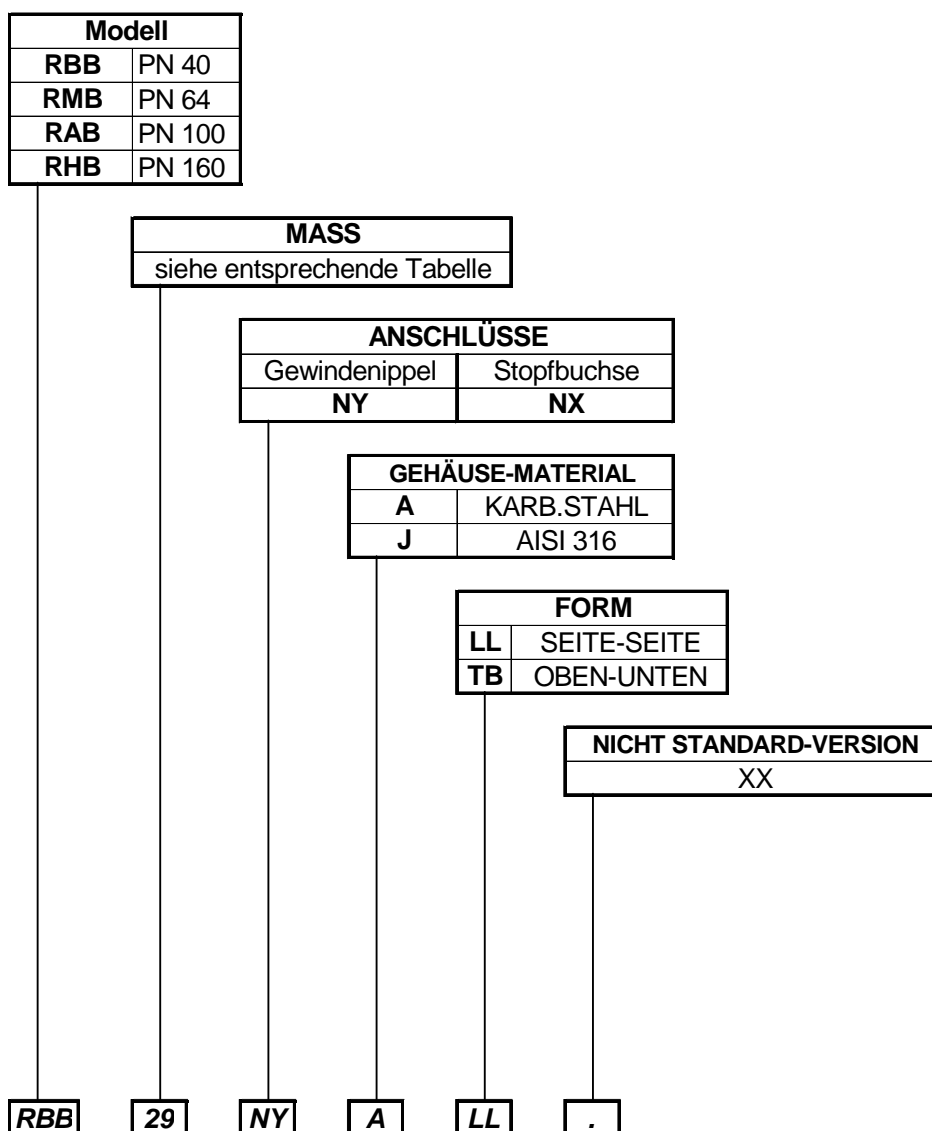 Modell
RBB PN 40
RMB PN 64
RAB PN 100
RHB PN 160
MASS
siehe entsprechende Tabelle
ANSCHLÜSSE
Gewindenippel Stopfbuchse
NY NX
GEHÄUSE-MATERIAL
A KARB.STAHL
J AISI 316
FORM
LL SEITE-SEITE
TB OBEN-UNTEN
NICHT STANDARD-VERSION
XX
RBB 29 NY A LL .